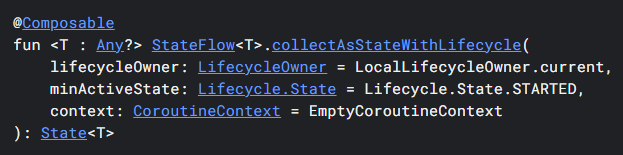 @Composable
fun <T : Any?> StateFlow<T>.collectAsStateWithLifecycle(
    lifecycleOwner: LifecycleOwner = LocalLifecycleOwner.current,
    minActiveState: Lifecycle.State = Lifecycle.State.STARTED,
    context: CoroutineContext = EmptyCoroutineContext
): State<T>